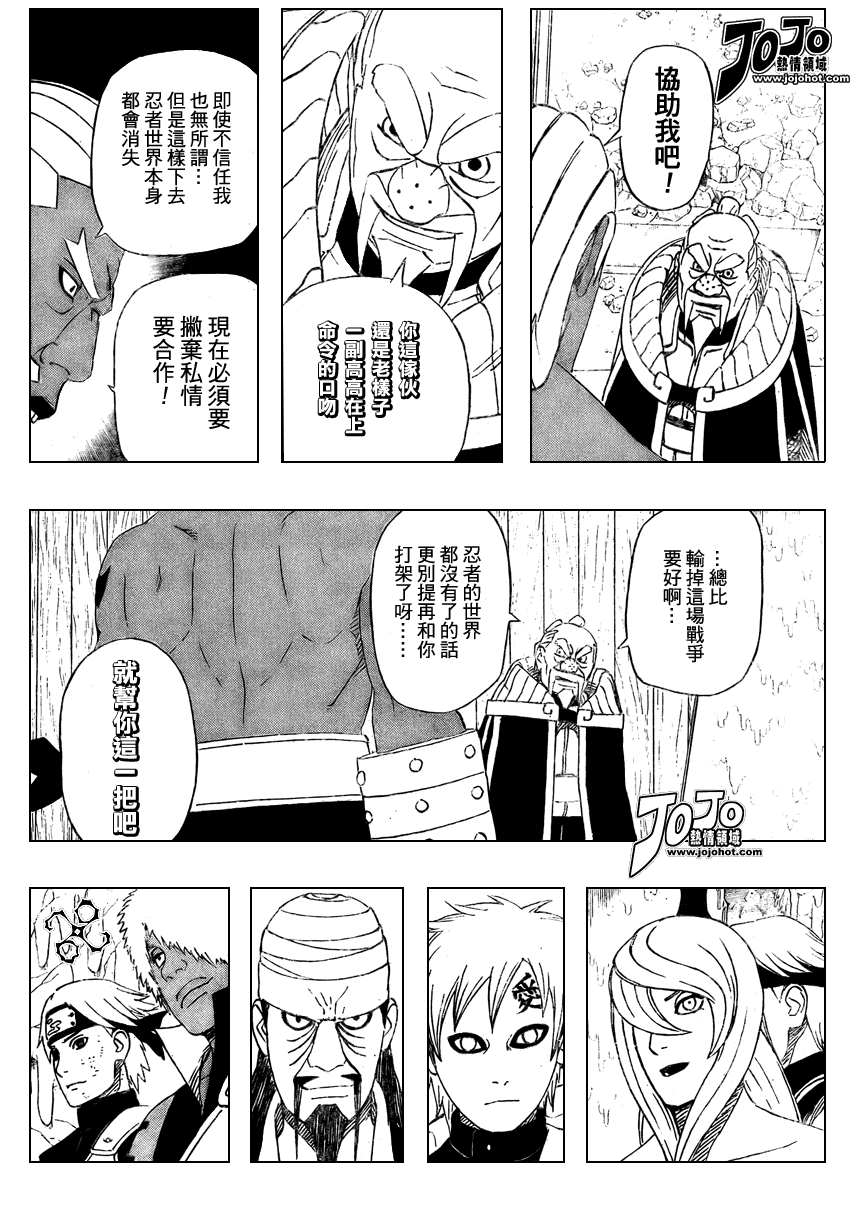 JOJO
熱情領域
www.jojohot.com
協助我吧！
你這傢伙
還是老樣子
一副高高在上
命令的口吻
即使不信任我
也無所謂…
但是這樣下去
忍者世界本身
都會消失
現在必須要
撇棄私情
要合作！
…總比
輸掉這場戰爭
要好啊…
忍者的世界
都沒有了的話
更別提再和你
打架了呀……
就幫你這一把吧
JOJO
熱情領域
www.jojohot.com
愛